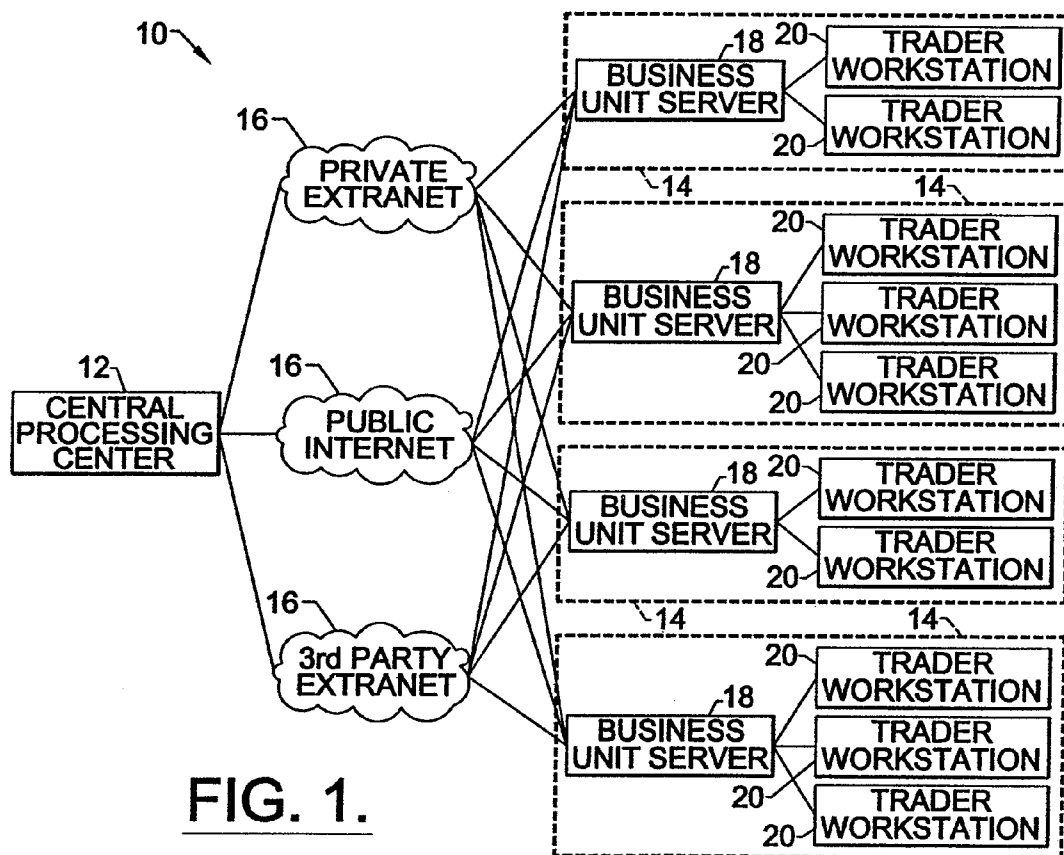 10
16
PRIVATE
EXTRANET
12
CENTRAL
PROCESSING
CENTER
16
PUBLIC
INTERNET
16
3rd PARTY
EXTRANET
18
BUSINESS
UNIT SERVER
20
TRADER
WORKSTATION
TRADER
WORKSTATION
20
14
14
18
BUSINESS
UNIT SERVER
20
TRADER
WORKSTATION
TRADER
WORKSTATION
20
TRADER
WORKSTATION
20
18
BUSINESS
UNIT SERVER
20
TRADER
WORKSTATION
TRADER
WORKSTATION
20
14
14
18
BUSINESS
UNIT SERVER
20
TRADER
WORKSTATION
TRADER
WORKSTATION
20
TRADER
WORKSTATION
20
FIG. 1.